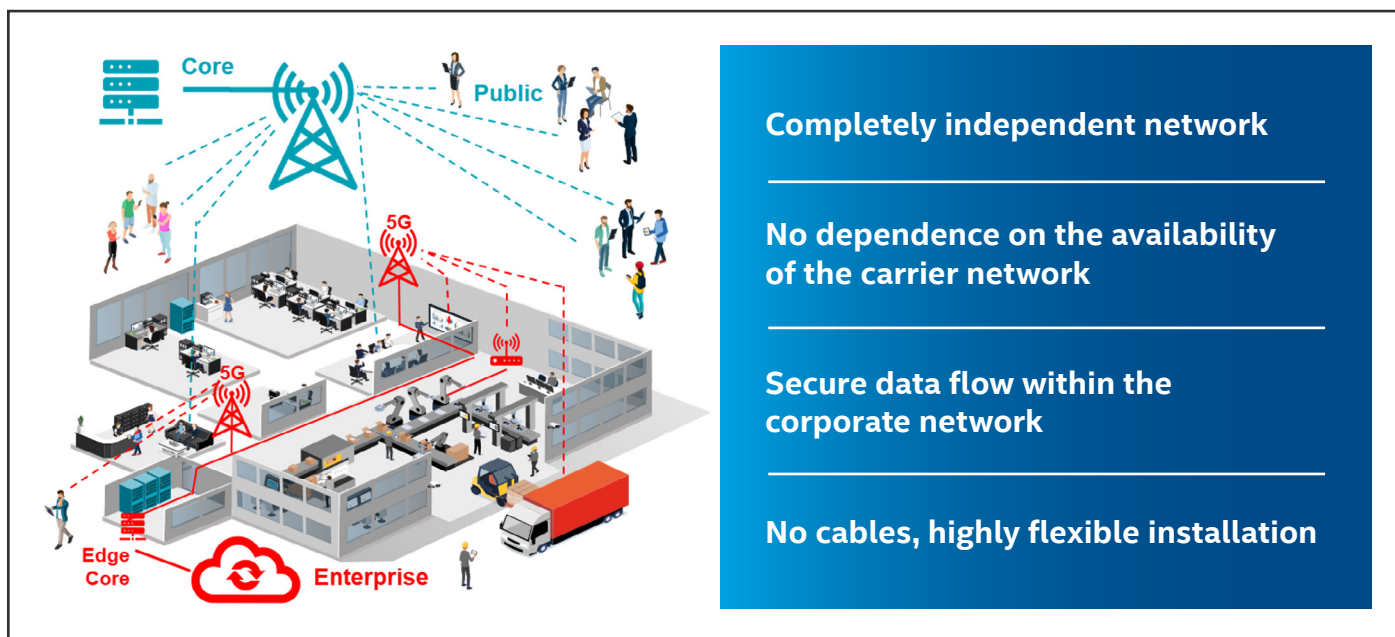 Core
Public
5G
5G
Edge
Core
Enterprise
Completely independent network
No dependence on the availability
of the carrier network
Secure data flow within the
corporate network
No cables, highly flexible installation